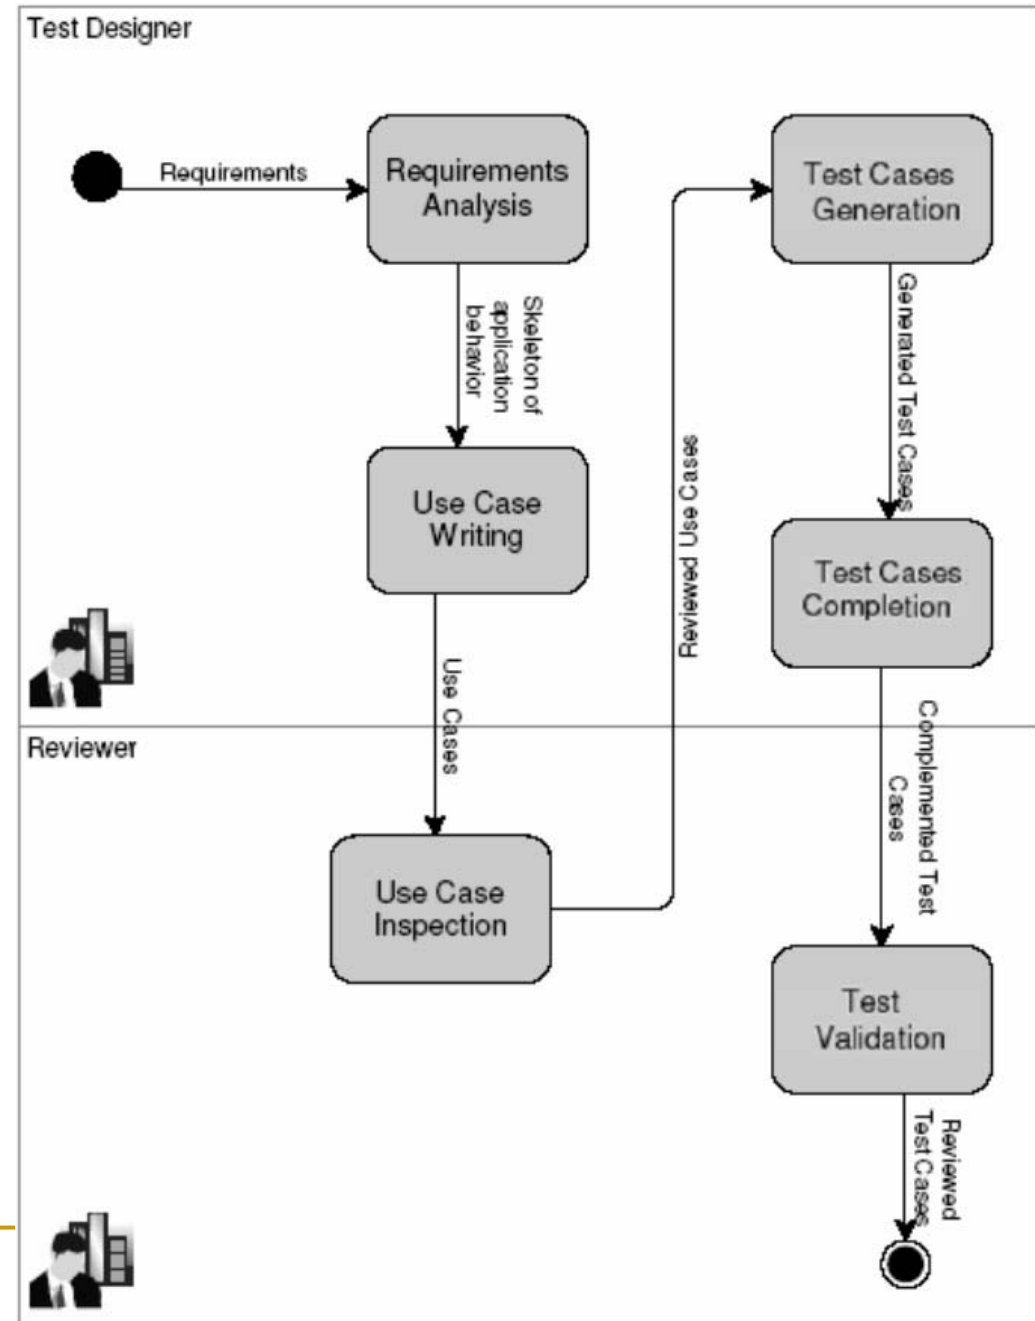 Test Designer
Requirements
Requirements
Analysis
Skeleton of
application
behavior
Use Case
Writing
Use Cases
Reviewer
Use Case
Inspection
Reviewed Use Cases
Test Cases
Generation
Generated Test Cases
Test Cases
Completion
Complemented Test
Cases
Test
Validation
Reviewed
Test Cases